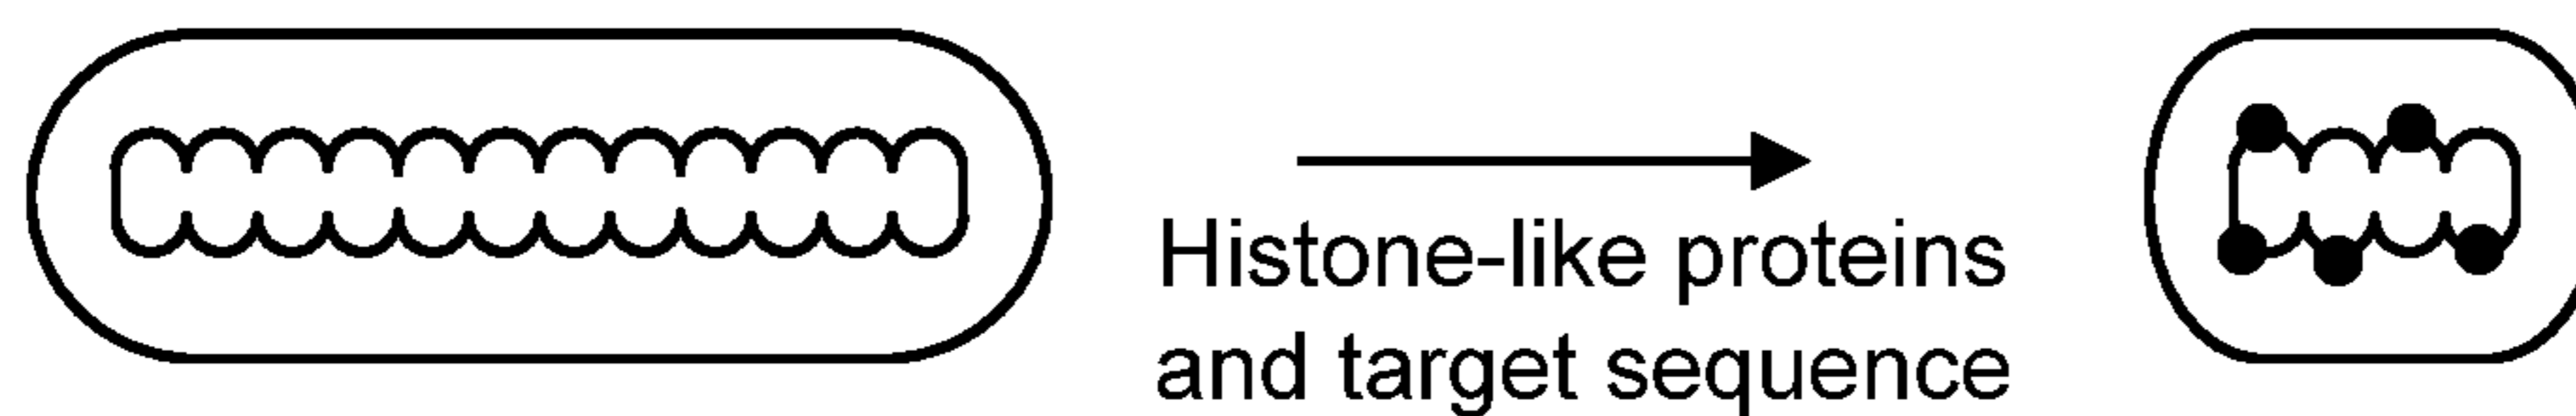 Histone-like proteins
and target sequence